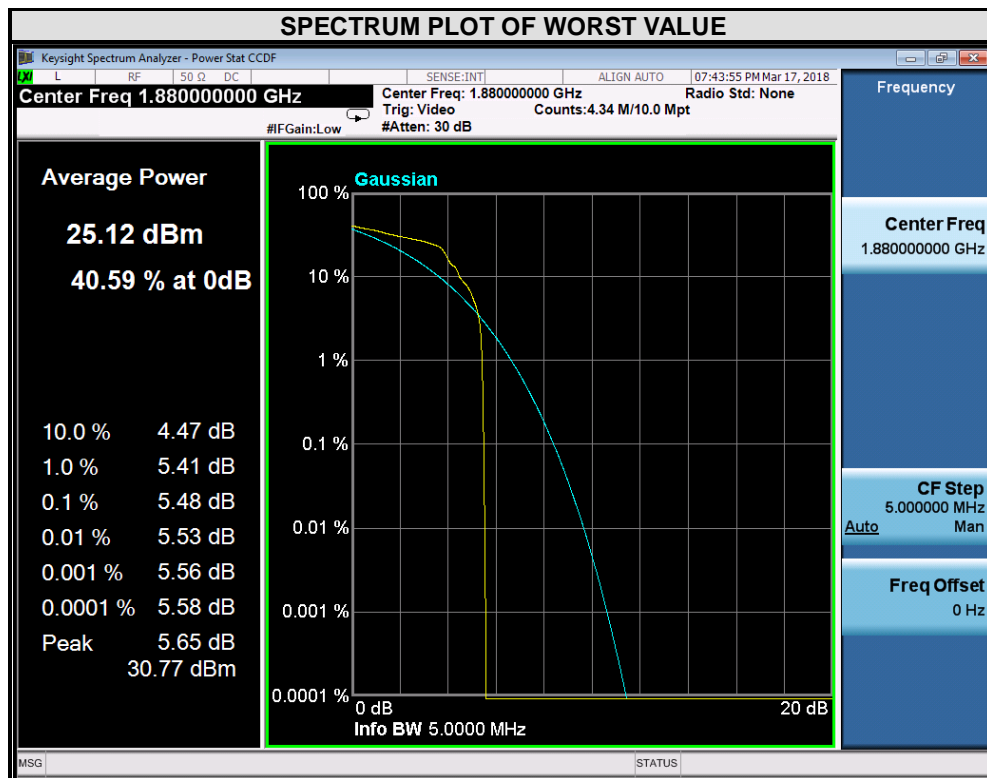 SPECTRUM PLOT OF WORST VALUE
Keysight Spectrum Analyzer - Power Stat CCDF
LXI L RF 50 Ω DC SENSE:INT ALIGN AUTO 07:43:55 PM Mar 17, 2018
Center Freq 1.880000000 GHz
Center Freq: 1.880000000 GHz Radio Std: None
Trig: Video Counts:4.34 M/10.0 Mpt
#IFGain:Low #Atten: 30 dB
Average Power
25.12 dBm
40.59 % at 0dB
10.0 % 4.47 dB
1.0 % 5.41 dB
0.1 % 5.48 dB
0.01 % 5.53 dB
0.001 % 5.56 dB
0.0001 % 5.58 dB
Peak 5.65 dB
30.77 dBm
Gaussian
100 %
10 %
1 %
0.1 %
0.01 %
0.001 %
0.0001 %
0 dB 20 dB
Info BW 5.0000 MHz
Frequency
Center Freq
1.880000000 GHz
CF Step
5.000000 MHz
Auto Man
Freq Offset
0 Hz
MSG STATUS